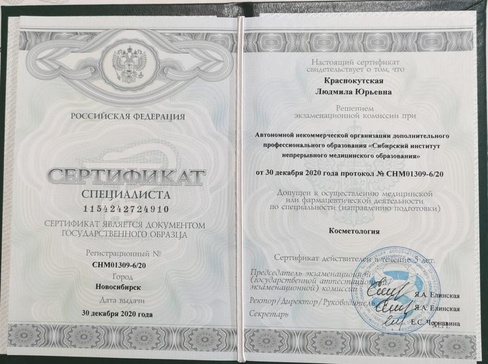 РОССИЙСКАЯ ФЕДЕРАЦИЯ
СЕРТИФИКАТ
СПЕЦИАЛИСТА
1154242724910
СЕРТИФИКАТ ЯВЛЯЕТСЯ ДОКУМЕНТОМ
ГОСУДАРСТВЕННОГО ОБРАЗЦА
Регистрационный №
СНМ01309-6/20
Город
Новосибирск
Дата выдачи
30 декабря 2020 года
Настоящий сертификат
свидетельствует о том, что
Краснокутская
Людмила Юрьевна
Решением
экзаменационной комиссии при
Автономной некоммерческой организации дополнительного
профессионального образования «Сибирский институт
непрерывного медицинского образования»
от 30 декабря 2020 года протокол № СНМ01309-6/20
Допущен к осуществлению медицинской
или фармацевтической деятельности
по специальности (направлению подготовки)
Косметология
Сертификат действителен в течение 5 лет.
Председатель экзаменационной
(государственной аттестационной
экзаменационной) комиссии
Я.А. Елинская
Ректор/Директор/Руководитель
Я.А. Елинская
Секретарь
Е.С.